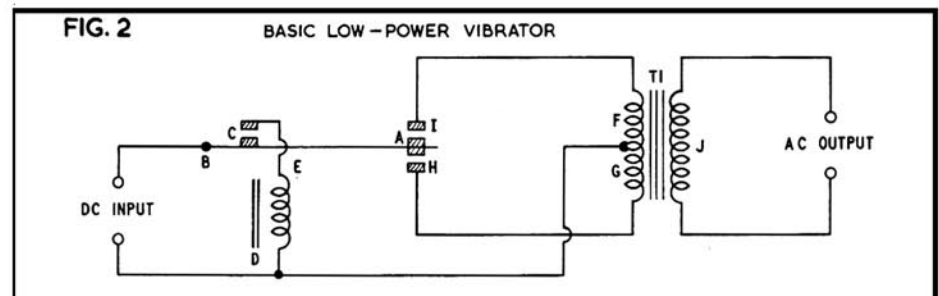 FIG. 2
BASIC LOW-POWER VIBRATOR
T1
I
C
A
F
B
E
H
G
J
AC OUTPUT
DC INPUT
D